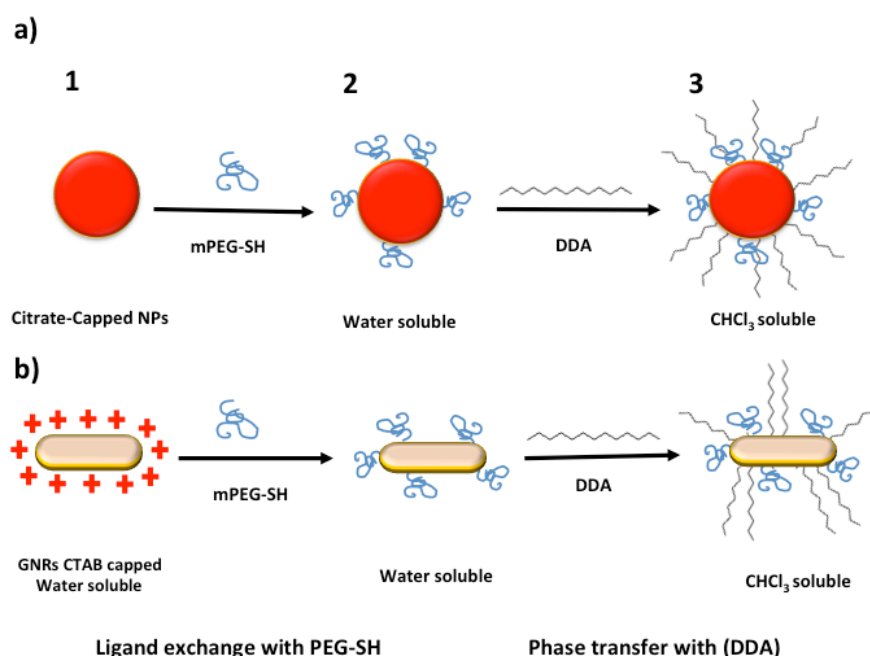 a)
1
2
3
mPEG-SH
DDA
Citrate-Capped NPs
Water soluble
CHCl₃ soluble
b)
mPEG-SH
DDA
GNRs CTAB capped
Water soluble
Water soluble
CHCl₃ soluble
Ligand exchange with PEG-SH
Phase transfer with (DDA)